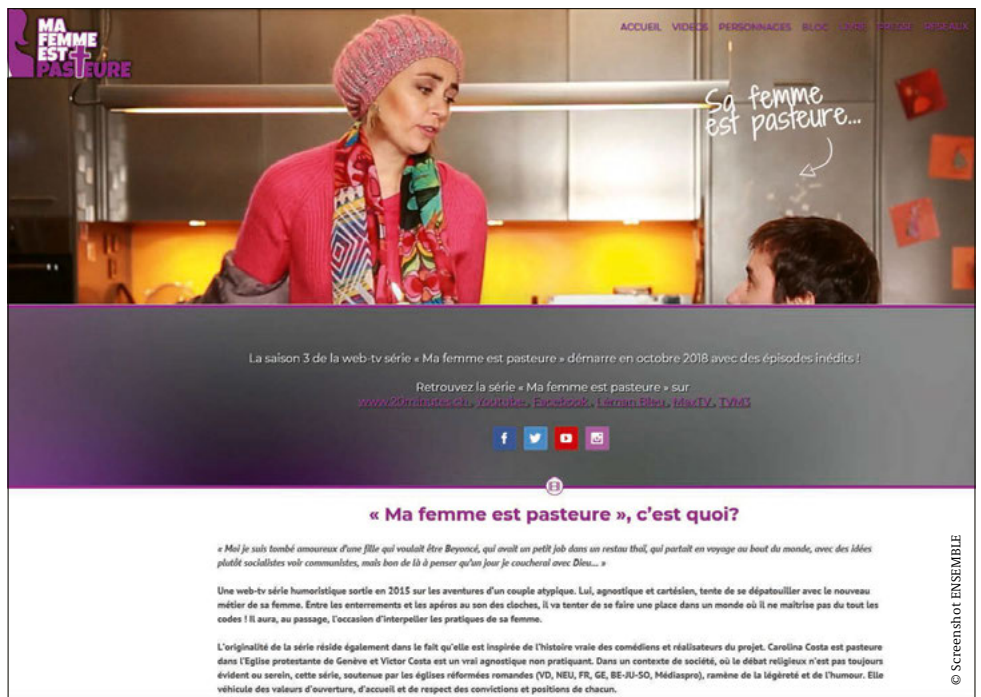 MA
FEMME
EST
PASTEURE
ACCUEIL VIDEOS PERSONNAGES BLOG LIVRE PRESSE RESEAUX
Sa femme
est pasteure...
La saison 3 de la web-tv série « Ma femme est pasteure » démarre en octobre 2018 avec des épisodes inédits !
Retrouvez la série « Ma femme est pasteure » sur
www.20minutes.ch, Youtube, Facebook, Léman Bleu, MaxTV, TVM3
« Ma femme est pasteure », c'est quoi?
« Moi je suis tombé amoureux d'une fille qui voulait être Beyoncé, qui avait un petit job dans un restau thaï, qui partait en voyage au bout du monde, avec des idées
plutôt socialistes voir communistes, mais bon de là à penser qu'un jour je coucherai avec Dieu... »
Une web-tv série humoristique sortie en 2015 sur les aventures d'un couple atypique. Lui, agnostique et cartésien, tente de se dépatouiller avec le nouveau
métier de sa femme. Entre les enterrements et les apéros au son des cloches, il va tenter de se faire une place dans un monde où il ne maîtrise pas du tout les
codes ! Il aura, au passage, l'occasion d'interpeller les pratiques de sa femme.
L'originalité de la série réside également dans le fait qu'elle est inspirée de l'histoire vraie des comédiens et réalisateurs du projet. Carolina Costa est pasteure
dans l'Eglise protestante de Genève et Victor Costa est un vrai agnostique non pratiquant. Dans un contexte de société, où le débat religieux n'est pas toujours
évident ou serein, cette série, soutenue par les églises réformées romandes (VD, NEU, FR, GE, BE-JU-SO, Médiaspro), ramène de la légèreté et de l'humour. Elle
véhicule des valeurs d'ouverture, d'accueil et de respect des convictions et positions de chacun.
© Screenshot ENSEMBLE